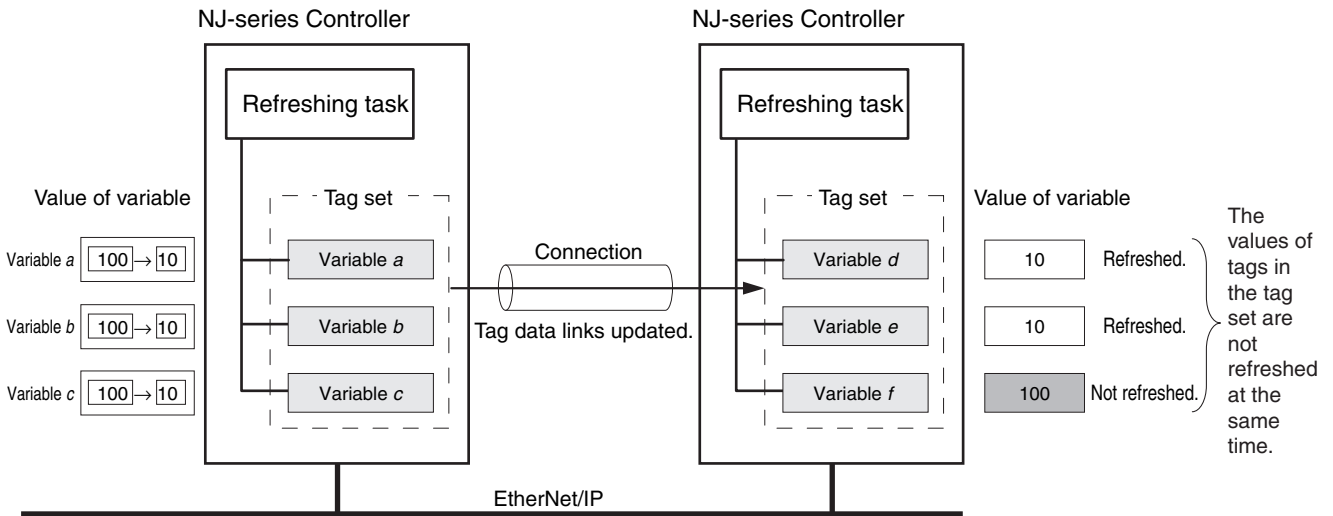 NJ-series Controller
NJ-series Controller
Refreshing task
Refreshing task
Value of variable
Tag set
Tag set
Value of variable
Variable a
100 → 10
Variable a
Connection
Variable d
10
Refreshed.
Variable b
100 → 10
Variable b
Tag data links updated.
Variable e
10
Refreshed.
Variable c
100 → 10
Variable c
Variable f
100
Not refreshed.
The
values of
tags in
the tag
set are
not
refreshed
at the
same
time.
EtherNet/IP